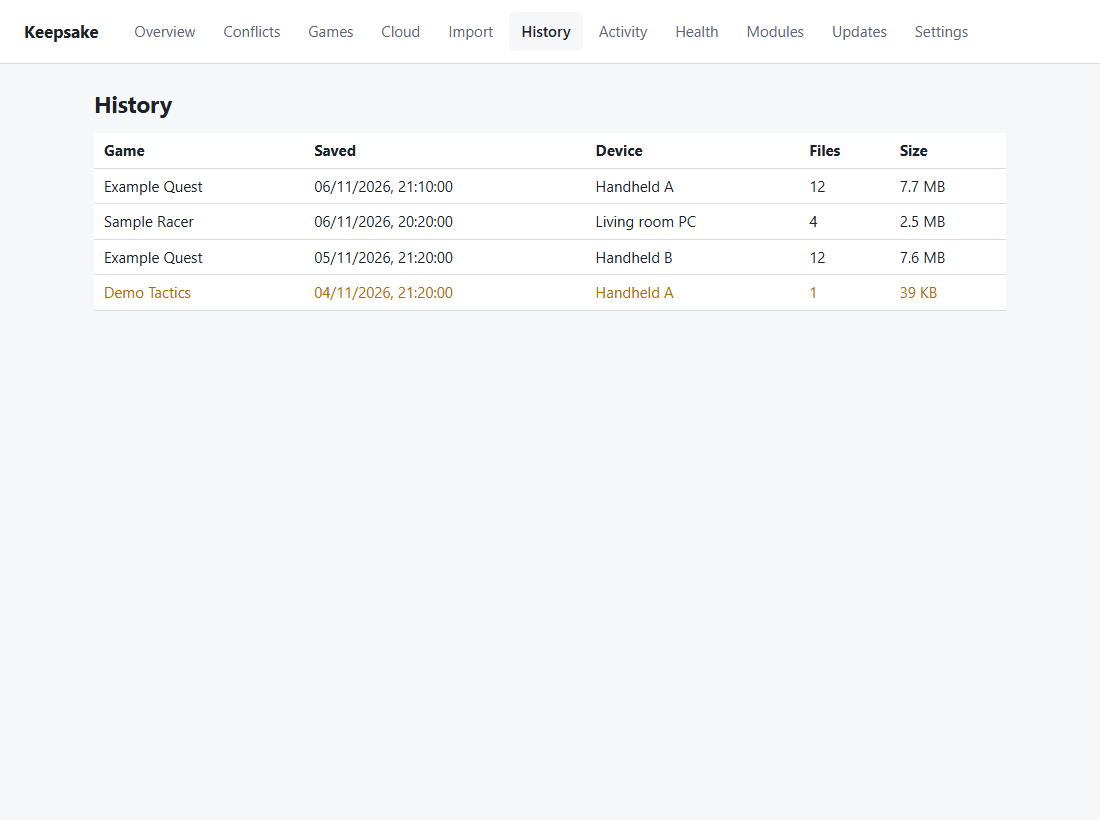 Keepsake Overview Conflicts Games Cloud Import History Activity Health Modules Updates Settings
History
Game Saved Device Files Size
Example Quest 06/11/2026, 21:10:00 Handheld A 12 7.7 MB
Sample Racer 06/11/2026, 20:20:00 Living room PC 4 2.5 MB
Example Quest 05/11/2026, 21:20:00 Handheld B 12 7.6 MB
Demo Tactics 04/11/2026, 21:20:00 Handheld A 1 39 KB